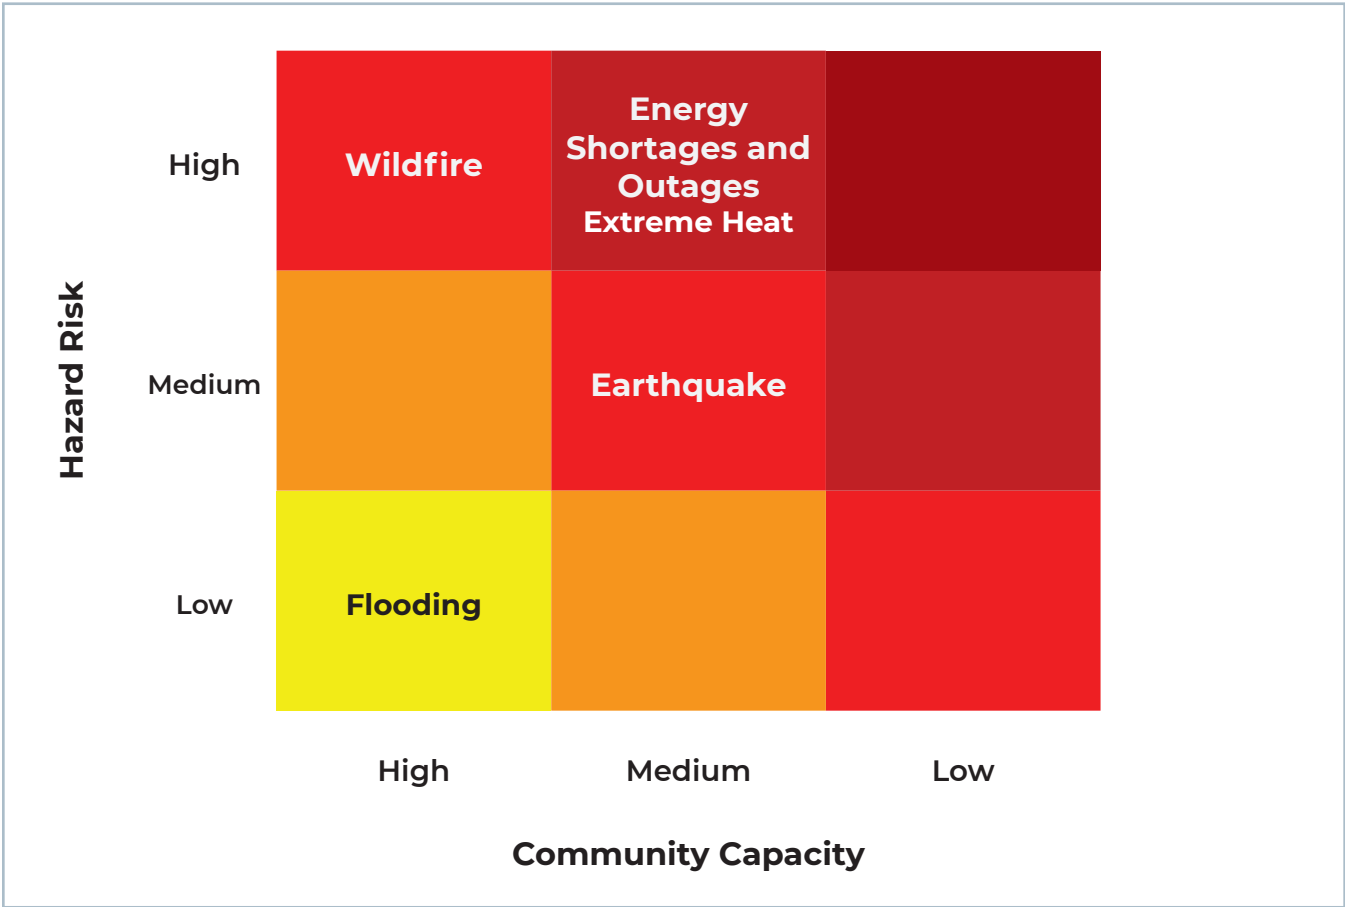 Hazard Risk
High
Wildfire
Energy
Shortages and
Outages
Extreme Heat
Medium
Earthquake
Low
Flooding
High
Medium
Low
Community Capacity